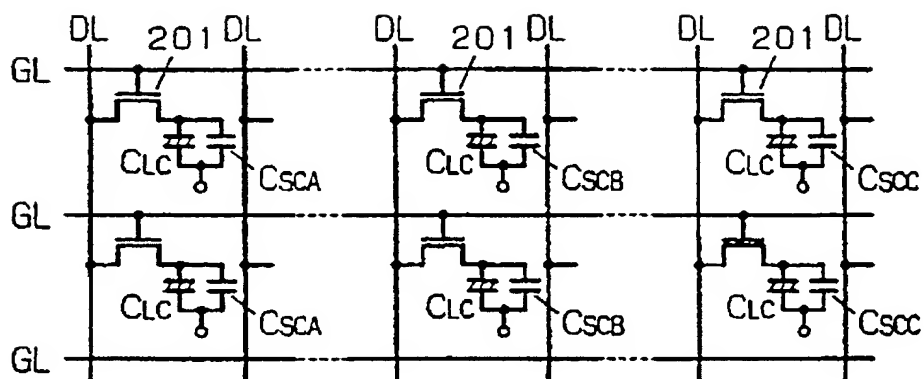 DL 201 DL DL 201 DL DL 201 DL
GL
CLC CSCA CLC CSCB CLC CSCC
GL
CLC CSCA CLC CSCB CLC CSCC
GL